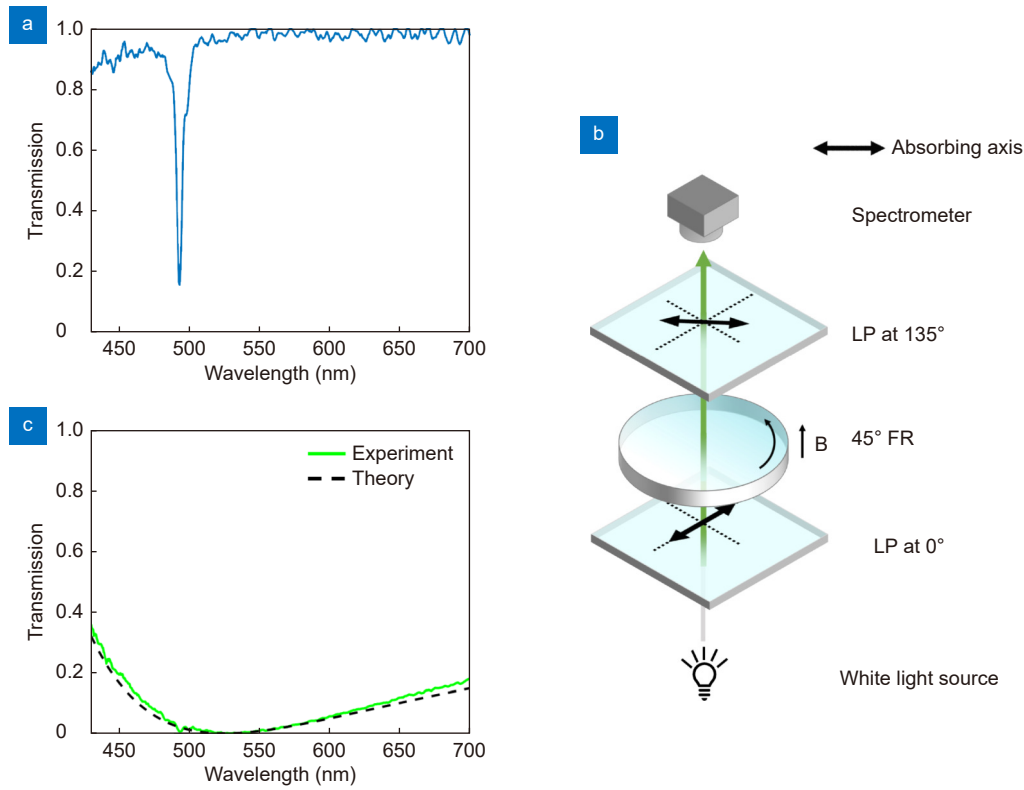 a
1.0
0.8
0.6
0.4
0.2
0
Transmission
450 500 550 600 650 700
Wavelength (nm)
b
Absorbing axis
Spectrometer
LP at 135°
45° FR
B
LP at 0°
White light source
c
1.0
0.8
0.6
0.4
0.2
0
Transmission
Experiment
Theory
450 500 550 600 650 700
Wavelength (nm)